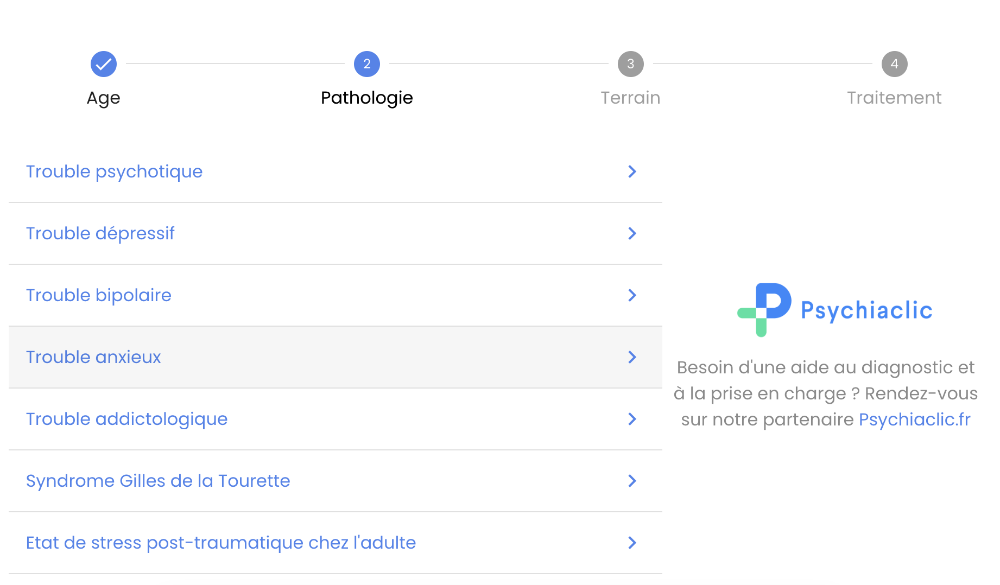 2
3
4
Age
Pathologie
Terrain
Traitement
Trouble psychotique
Trouble dépressif
Trouble bipolaire
Trouble anxieux
Trouble addictologique
Syndrome Gilles de la Tourette
Etat de stress post-traumatique chez l'adulte
Psychiaclic
Besoin d'une aide au diagnostic et
à la prise en charge ? Rendez-vous
sur notre partenaire Psychiaclic.fr